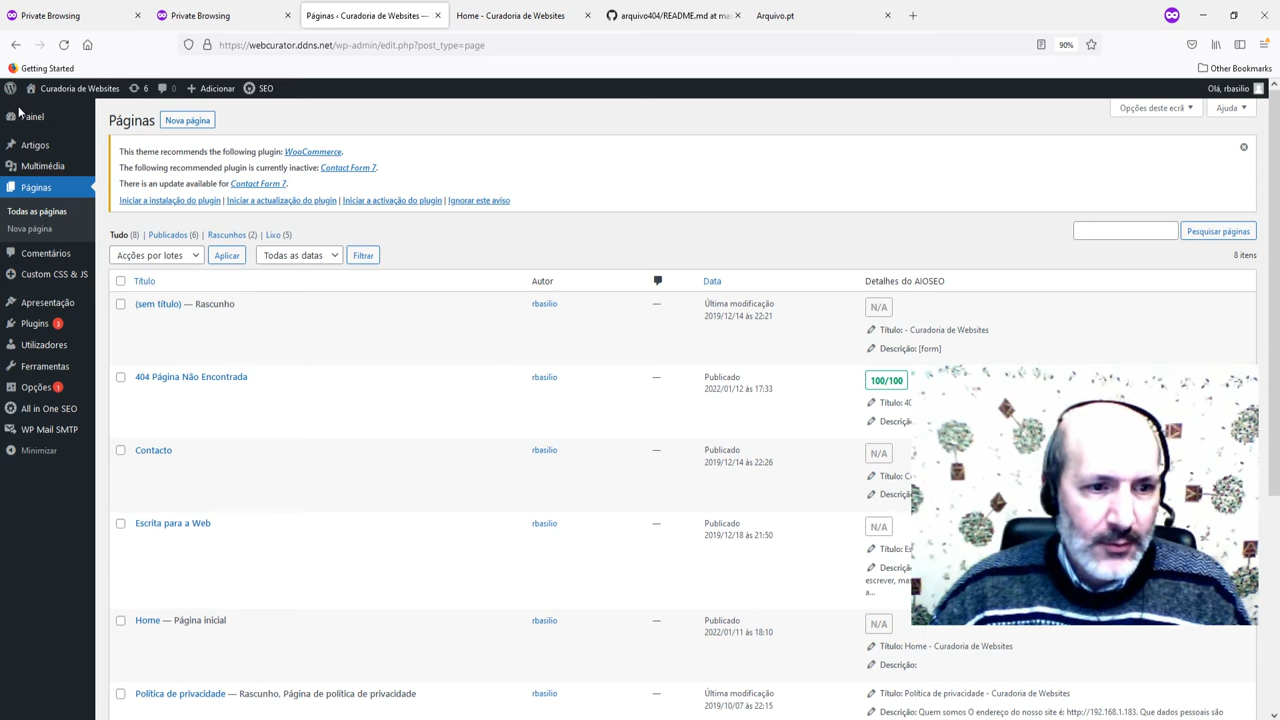 Private Browsing
Private Browsing
Páginas ‹ Curadoria de Websites —
Home - Curadoria de Websites
arquivo404/README.md at ma
Arquivo.pt
https://webcurator.ddns.net/wp-admin/edit.php?post_type=page
90%
Getting Started
Other Bookmarks
Curadoria de Websites
6
0
Adicionar
SEO
Olá, rbasilio
Painel
Artigos
Multimédia
Páginas
Todas as páginas
Nova página
Comentários
Custom CSS & JS
Apresentação
Plugins 3
Utilizadores
Ferramentas
Opções 1
All in One SEO
WP Mail SMTP
Minimizar
Páginas
Nova página
Opções deste ecrã
Ajuda
This theme recommends the following plugin: WooCommerce.
The following recommended plugin is currently inactive: Contact Form 7.
There is an update available for Contact Form 7.
Iniciar a instalação do plugin | Iniciar a actualização do plugin | Iniciar a activação do plugin | Ignorar este aviso
Tudo (8) | Publicados (6) | Rascunhos (2) | Lixo (5)
Pesquisar páginas
Acções por lotes
Aplicar
Todas as datas
Filtrar
8 itens
Título
Autor
Data
Detalhes do AIOSEO
(sem título) — Rascunho
rbasilio
—
Última modificação
2019/12/14 às 22:21
N/A
Título: - Curadoria de Websites
Descrição: [form]
404 Página Não Encontrada
rbasilio
—
Publicado
2022/01/12 às 17:33
100/100
Título: 40
Descriçã
Contacto
rbasilio
—
Publicado
2019/12/14 às 22:26
N/A
Título: C
Descriçã
Escrita para a Web
rbasilio
—
Publicado
2019/12/18 às 21:50
N/A
Título: Es
Descriçã
escrever, mas
a...
Home — Página inicial
rbasilio
—
Publicado
2022/01/11 às 18:10
N/A
Título: Home - Curadoria de Websites
Descrição:
Política de privacidade — Rascunho, Página de política de privacidade
rbasilio
—
Última modificação
2019/10/07 às 22:15
Título: Política de privacidade - Curadoria de Websites
Descrição: Quem somos O endereço do nosso site é: http://192.168.1.183. Que dados pessoais são